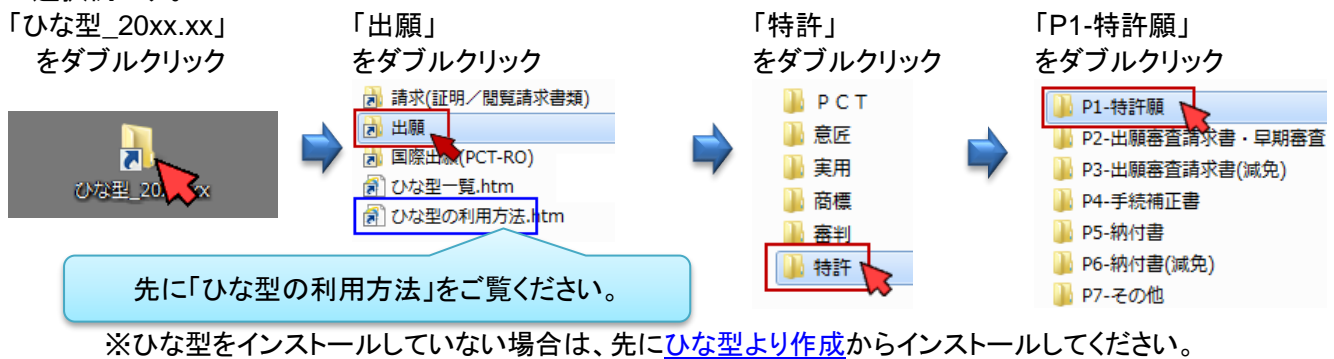 「ひな型_20xx.xx」
をダブルクリック
ひな型_20 xx
「出願」
をダブルクリック
請求(証明/閲覧請求書類)
出願
国際出願(PCT-RO)
ひな型一覧.htm
ひな型の利用方法.htm
「特許」
をダブルクリック
PCT
意匠
実用
商標
審判
特許
「P1-特許願」
をダブルクリック
P1-特許願
P2-出願審査請求書・早期審査
P3-出願審査請求書(減免)
P4-手続補正書
P5-納付書
P6-納付書(減免)
P7-その他
先に「ひな型の利用方法」をご覧ください。
※ひな型をインストールしていない場合は、先にひな型より作成からインストールしてください。